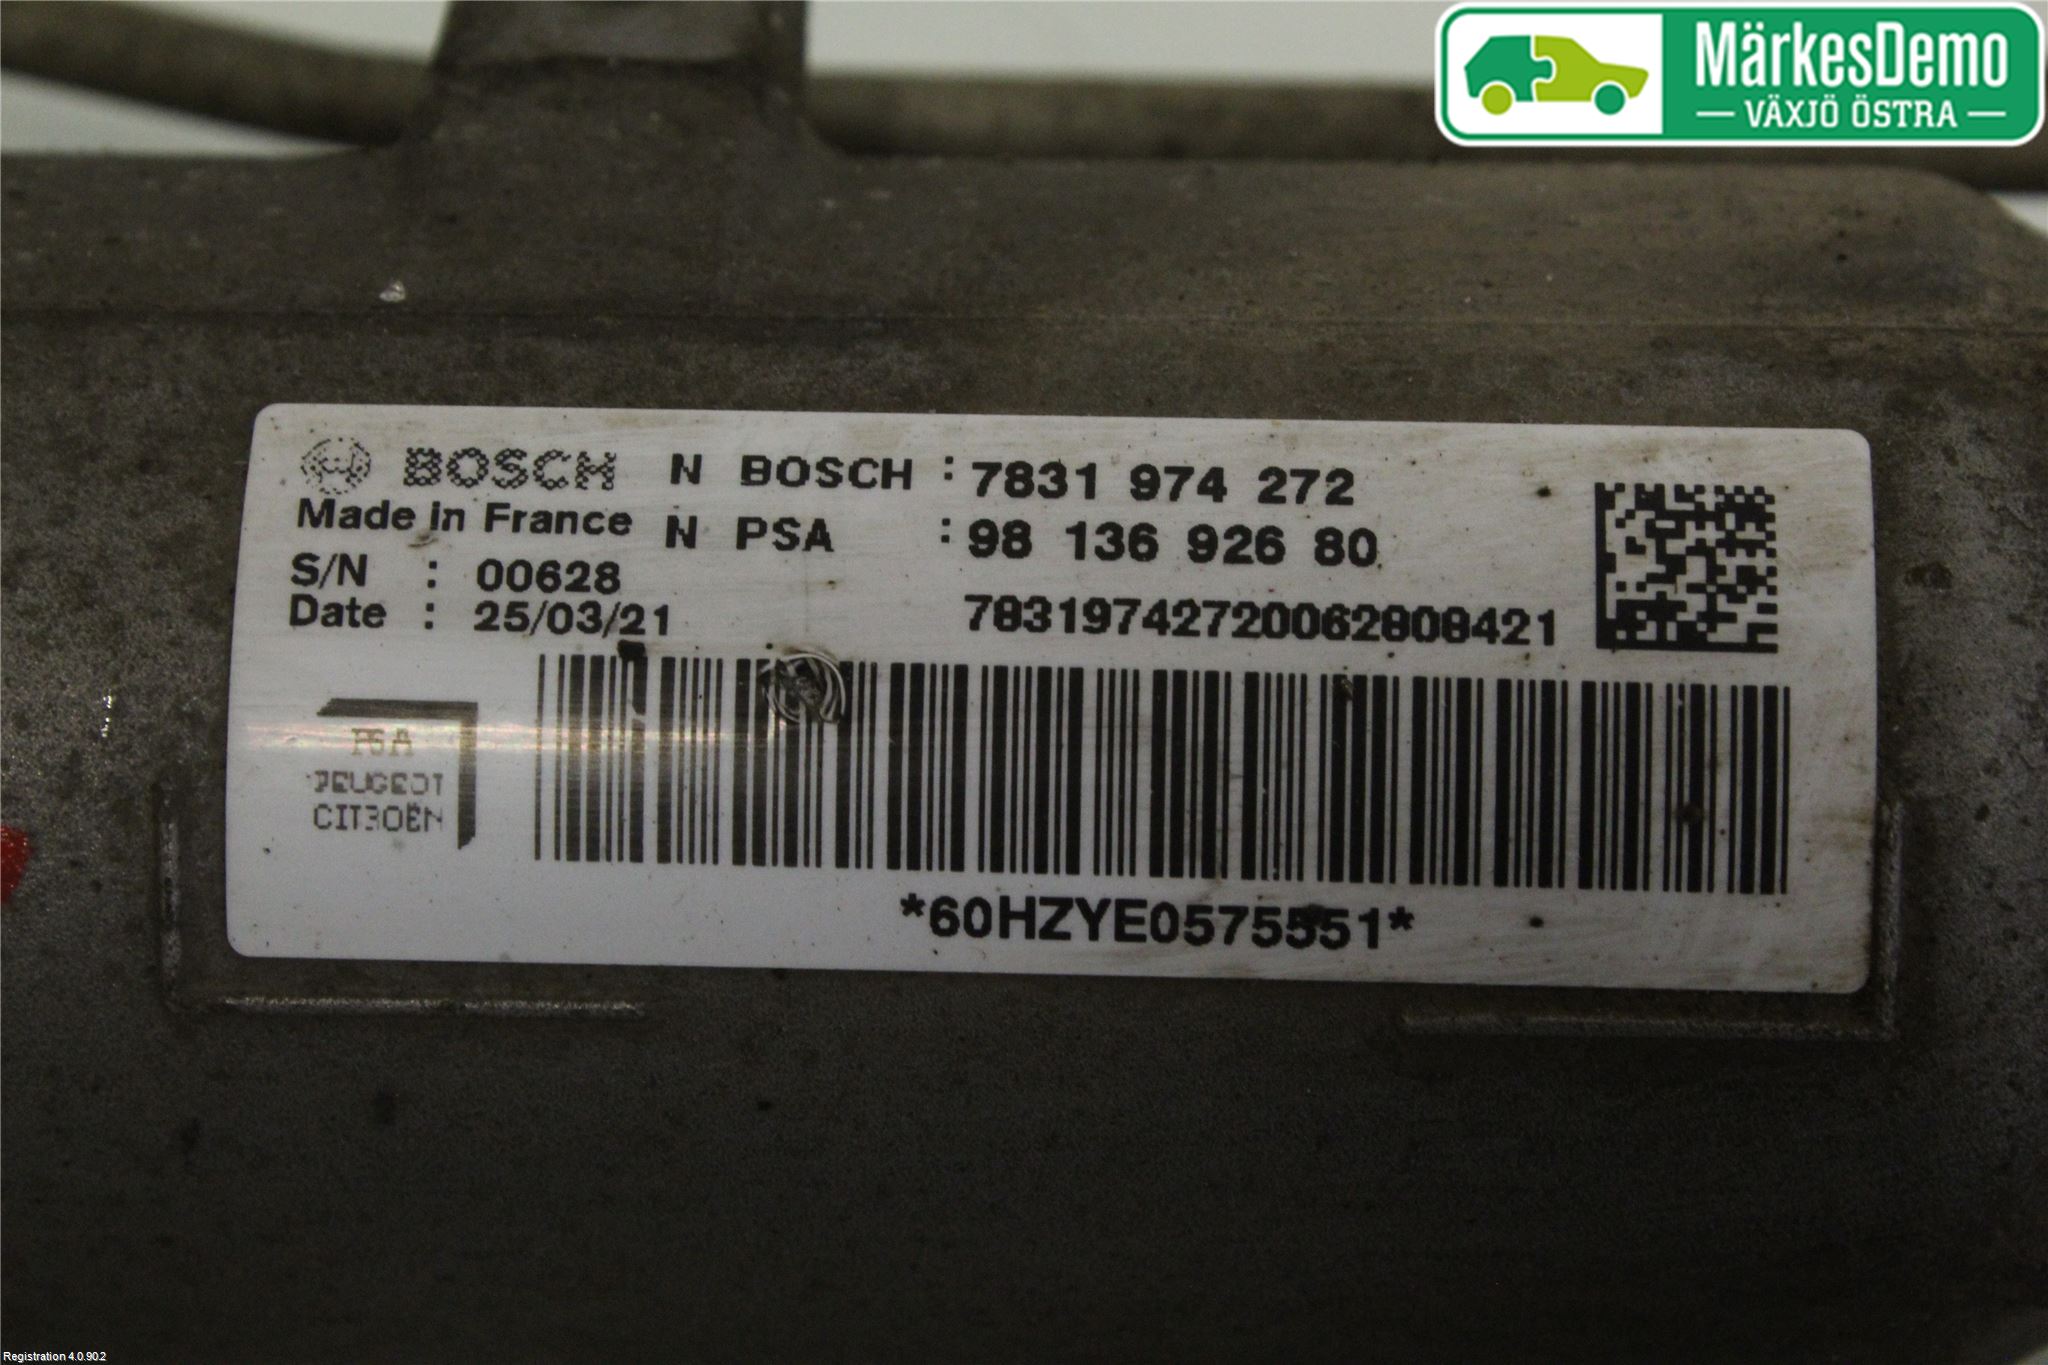 MärkesDemo
VÄXJÖ ÖSTRA
BOSCH N BOSCH : 7831 974 272
Made in France N PSA : 98 136 926 80
S/N : 00628
Date : 25/03/21
78319742720062808421
PSA
PEUGEOT
CITROËN
*60HZYE0575551*
Registration 4.0.90.2